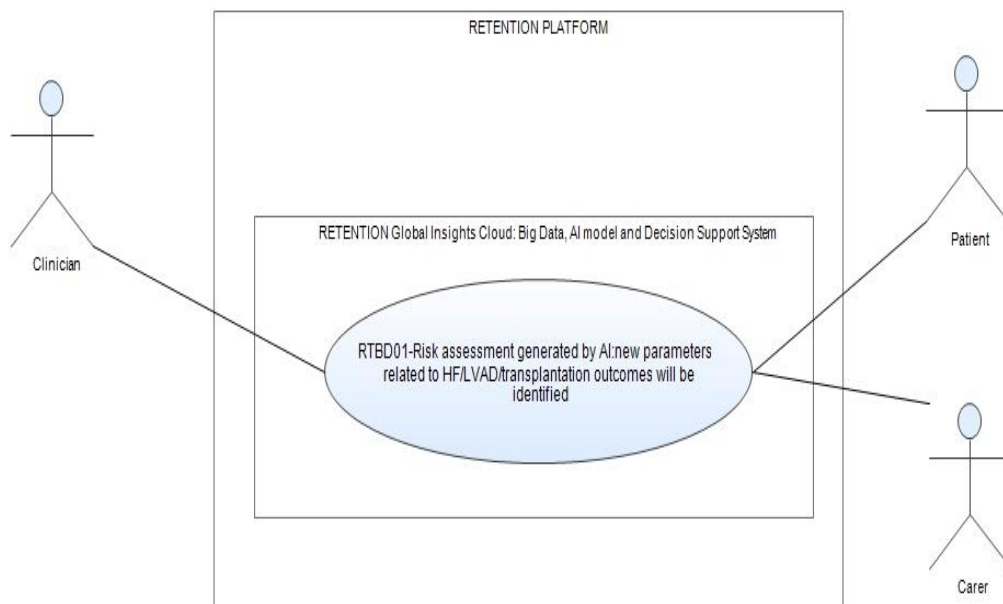 RETENTION PLATFORM
RETENTION Global Insights Cloud: Big Data, AI model and Decision Support System
Clinician
Patient
RTBD01-Risk assessment generated by AI:new parameters
related to HF/LVAD/transplantation outcomes will be
identified
Carer